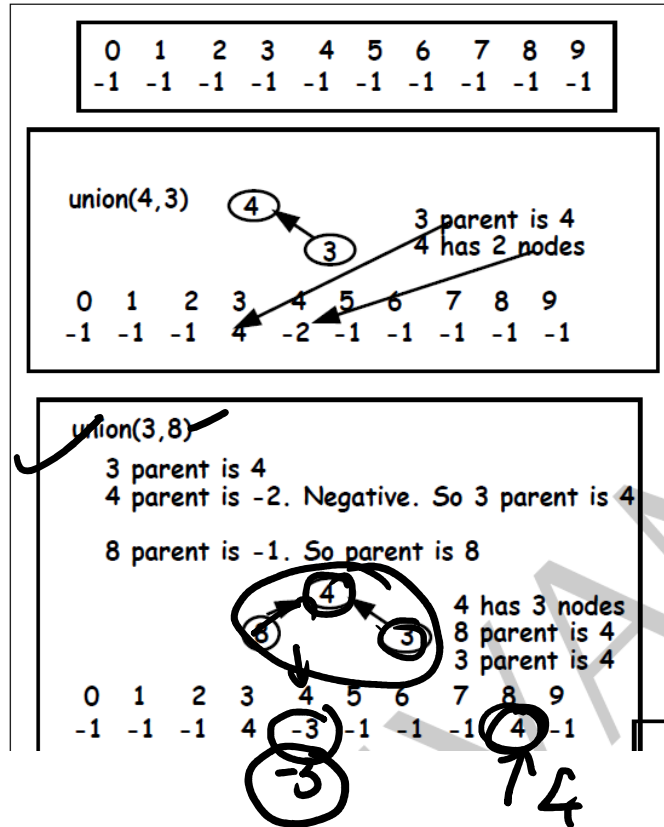 0 1 2 3 4 5 6 7 8 9
-1 -1 -1 -1 -1 -1 -1 -1 -1 -1
union(4,3)
4
3
3 parent is 4
4 has 2 nodes
0 1 2 3 4 5 6 7 8 9
-1 -1 -1 4 -2 -1 -1 -1 -1 -1
union(3,8)
3 parent is 4
4 parent is -2. Negative. So 3 parent is 4
8 parent is -1. So parent is 8
4
8
3
4 has 3 nodes
8 parent is 4
3 parent is 4
0 1 2 3 4 5 6 7 8 9
-1 -1 -1 4 -3 -1 -1 -1 4 -1
-3
4